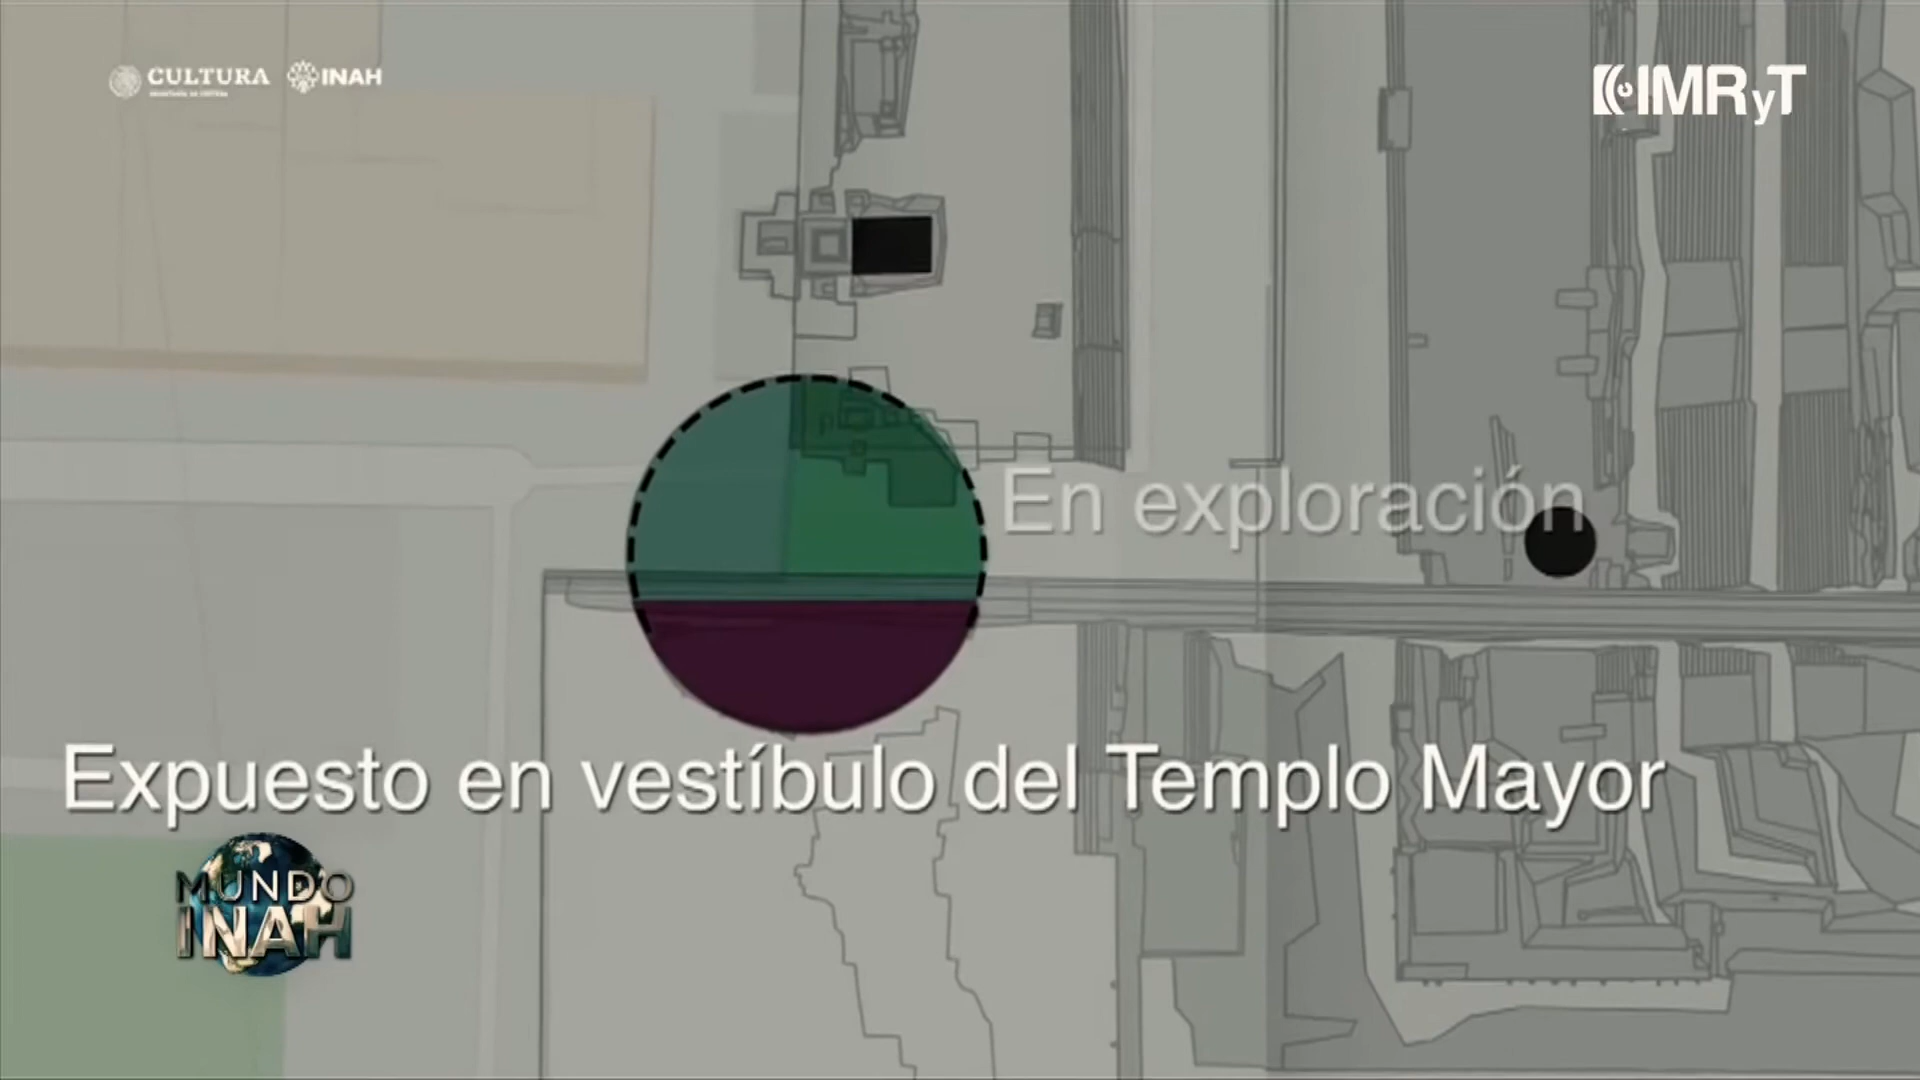 CULTURA
INAH
IMRyT
En exploración
Expuesto en vestíbulo del Templo Mayor
MUNDO
INAH